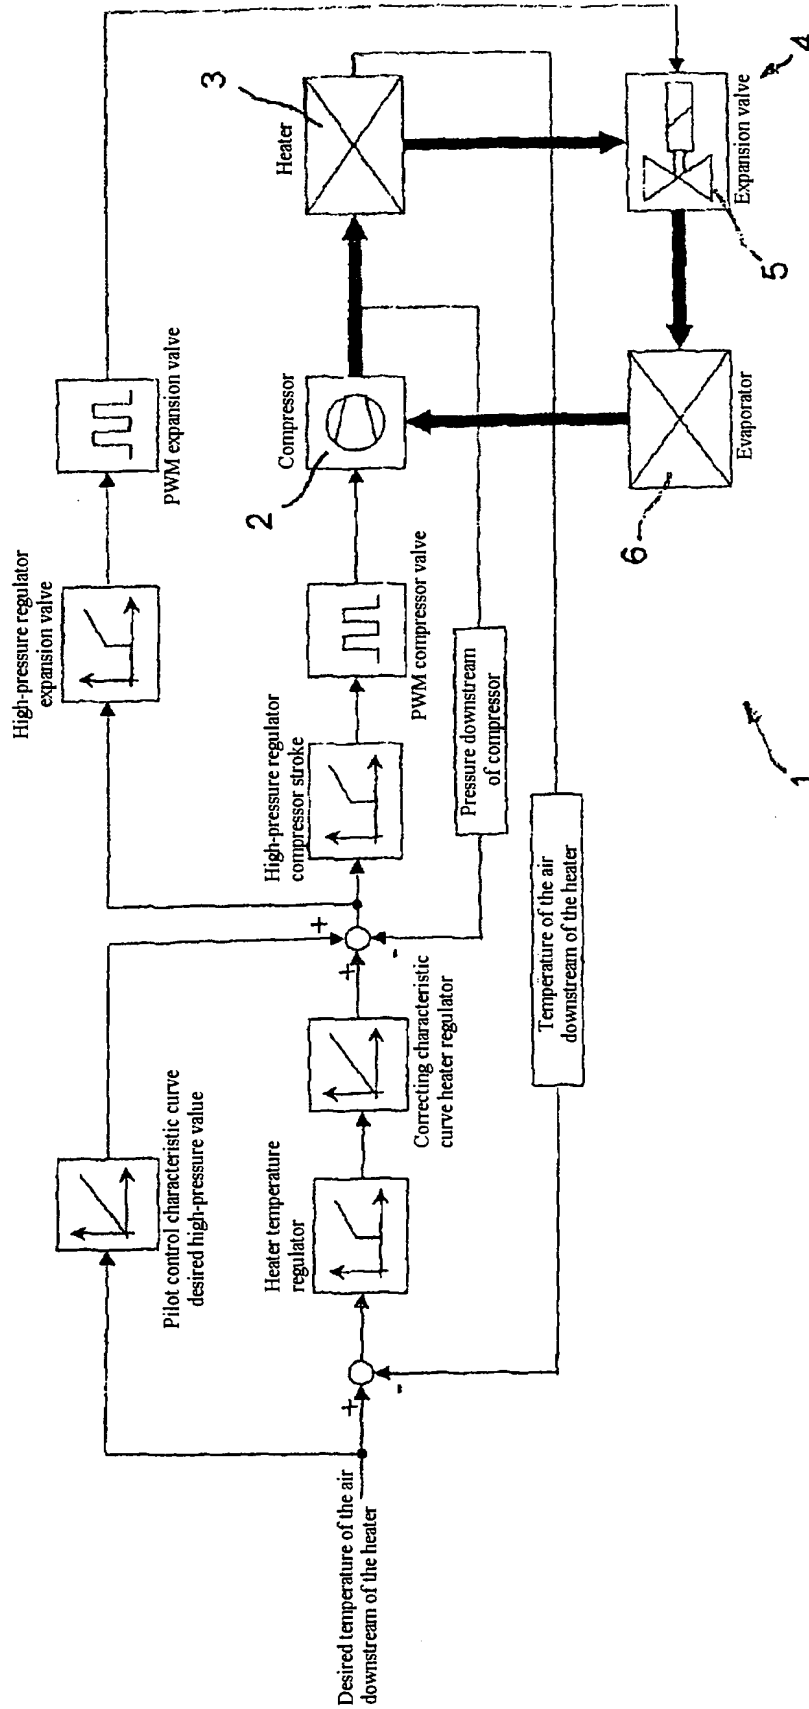 Desired temperature of the air
downstream of the heater
+
-
Pilot control characteristic curve
desired high-pressure value
Heater temperature
regulator
Correcting characteristic
curve heater regulator
+
+
-
High-pressure regulator
expansion valve
PWM expansion valve
High-pressure regulator
compressor stroke
PWM compressor valve
Compressor
2
Heater
3
Pressure downstream
of compressor
Temperature of the air
downstream of the heater
Evaporator
6
Expansion valve
5
4
1